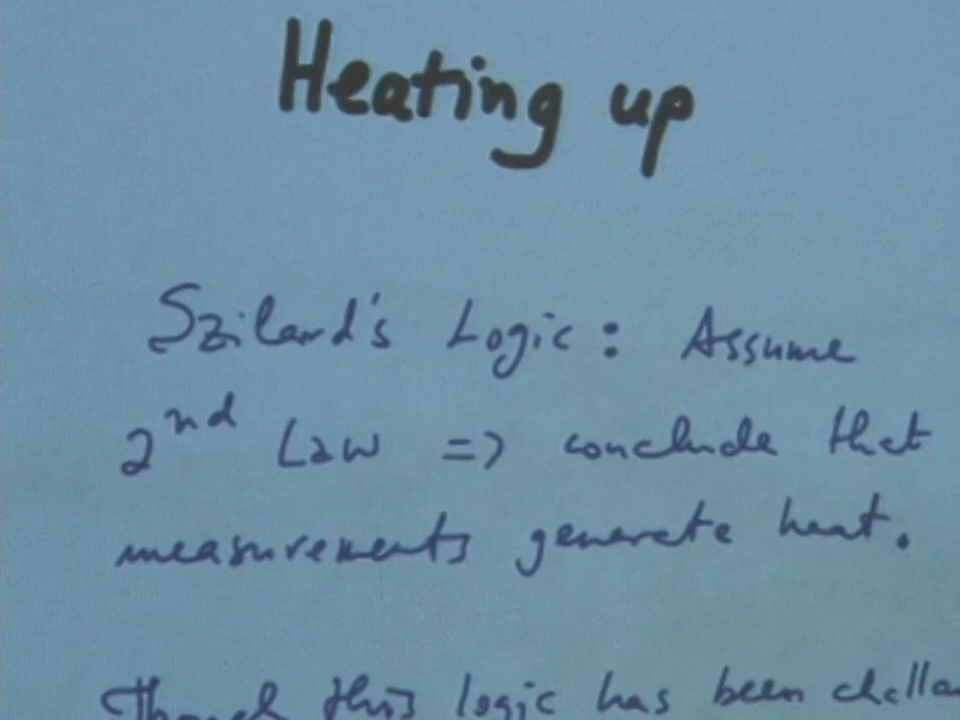 Heating up
Szilard's Logic: Assume
2nd Law => conclude that
measurements generate heat.
Though this logic has been